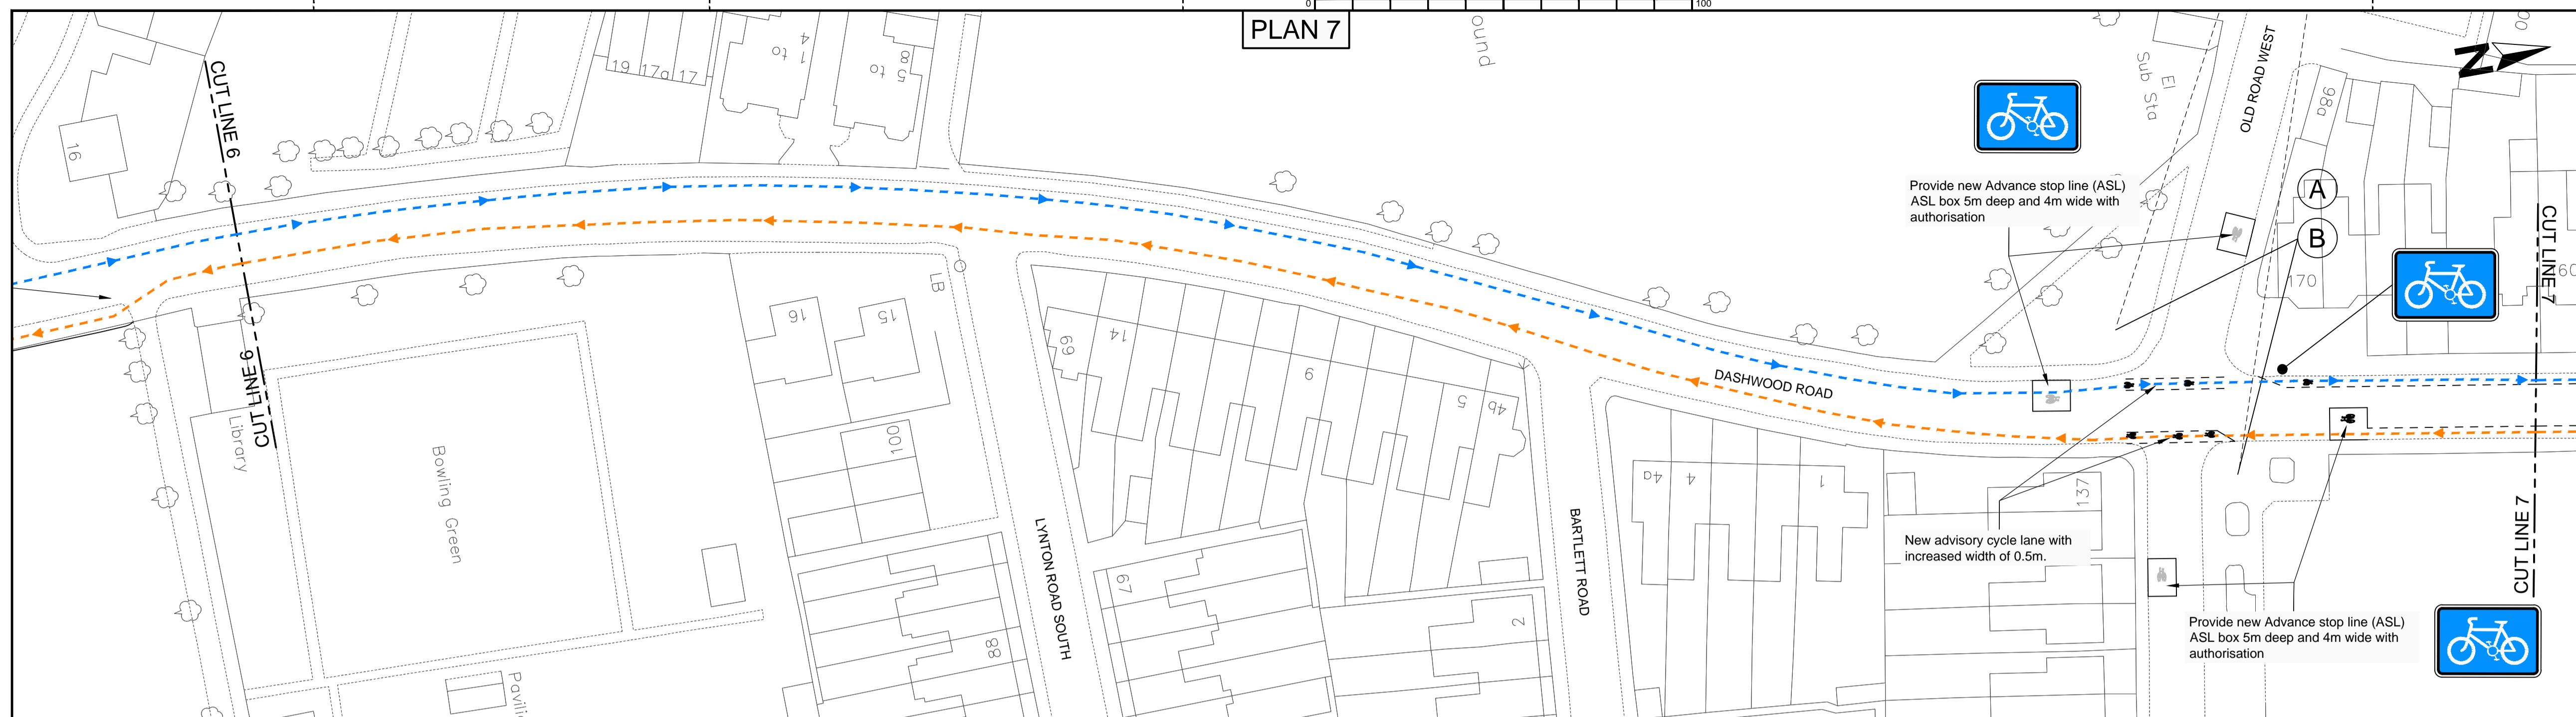 0
100
PLAN 7
ound
16
CUT LINE 6
19
17a
17
1 to 4
5 to 8
El
Sub Sta
OLD ROAD WEST
98a
N
00
Provide new Advance stop line (ASL)
ASL box 5m deep and 4m wide with
authorisation
A
B
170
60
CUT LINE 7
CUT LINE 6
Library
Bowling Green
LB
16
15
100
69
14
9
5
4b
DASHWOOD ROAD
4a
4
1
137
New advisory cycle lane with
increased width of 0.5m.
LYNTON ROAD SOUTH
67
88
BARTLETT ROAD
2
CUT LINE 7
Provide new Advance stop line (ASL)
ASL box 5m deep and 4m wide with
authorisation
Pavili